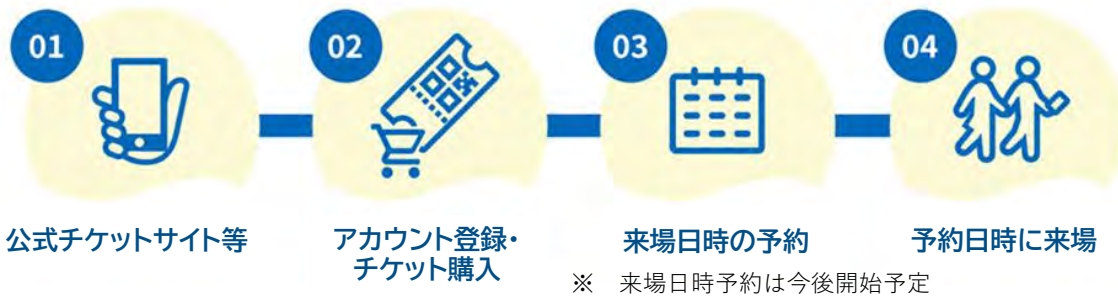 01
02
03
04
公式チケットサイト等
アカウント登録・
チケット購入
来場日時の予約
予約日時に来場
※ 来場日時予約は今後開始予定